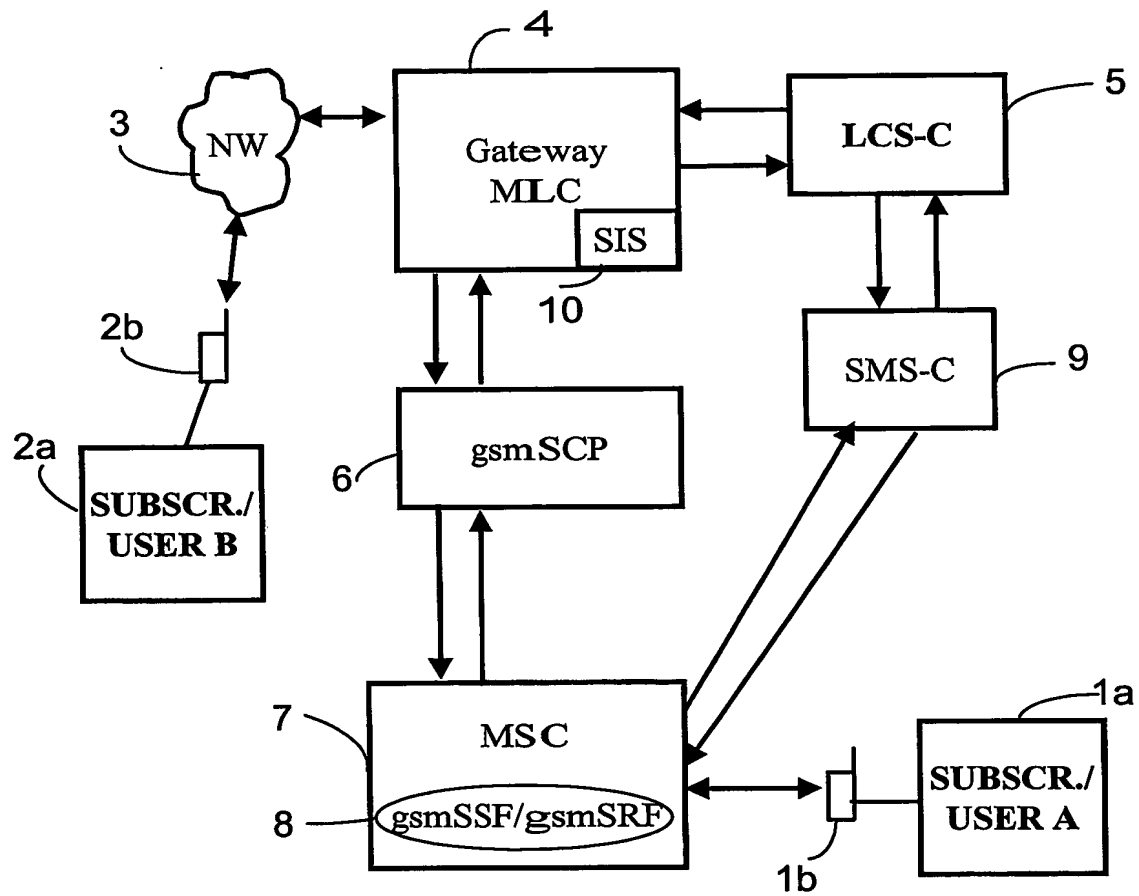 4
5
3
NW
Gateway
MLC
LCS-C
SIS
10
2b
SMS-C
9
2a
6
gsmSCP
SUBSCR./
USER B
1a
7
MSC
SUBSCR./
USER A
8
gsmSSF/gsmSRF
1b